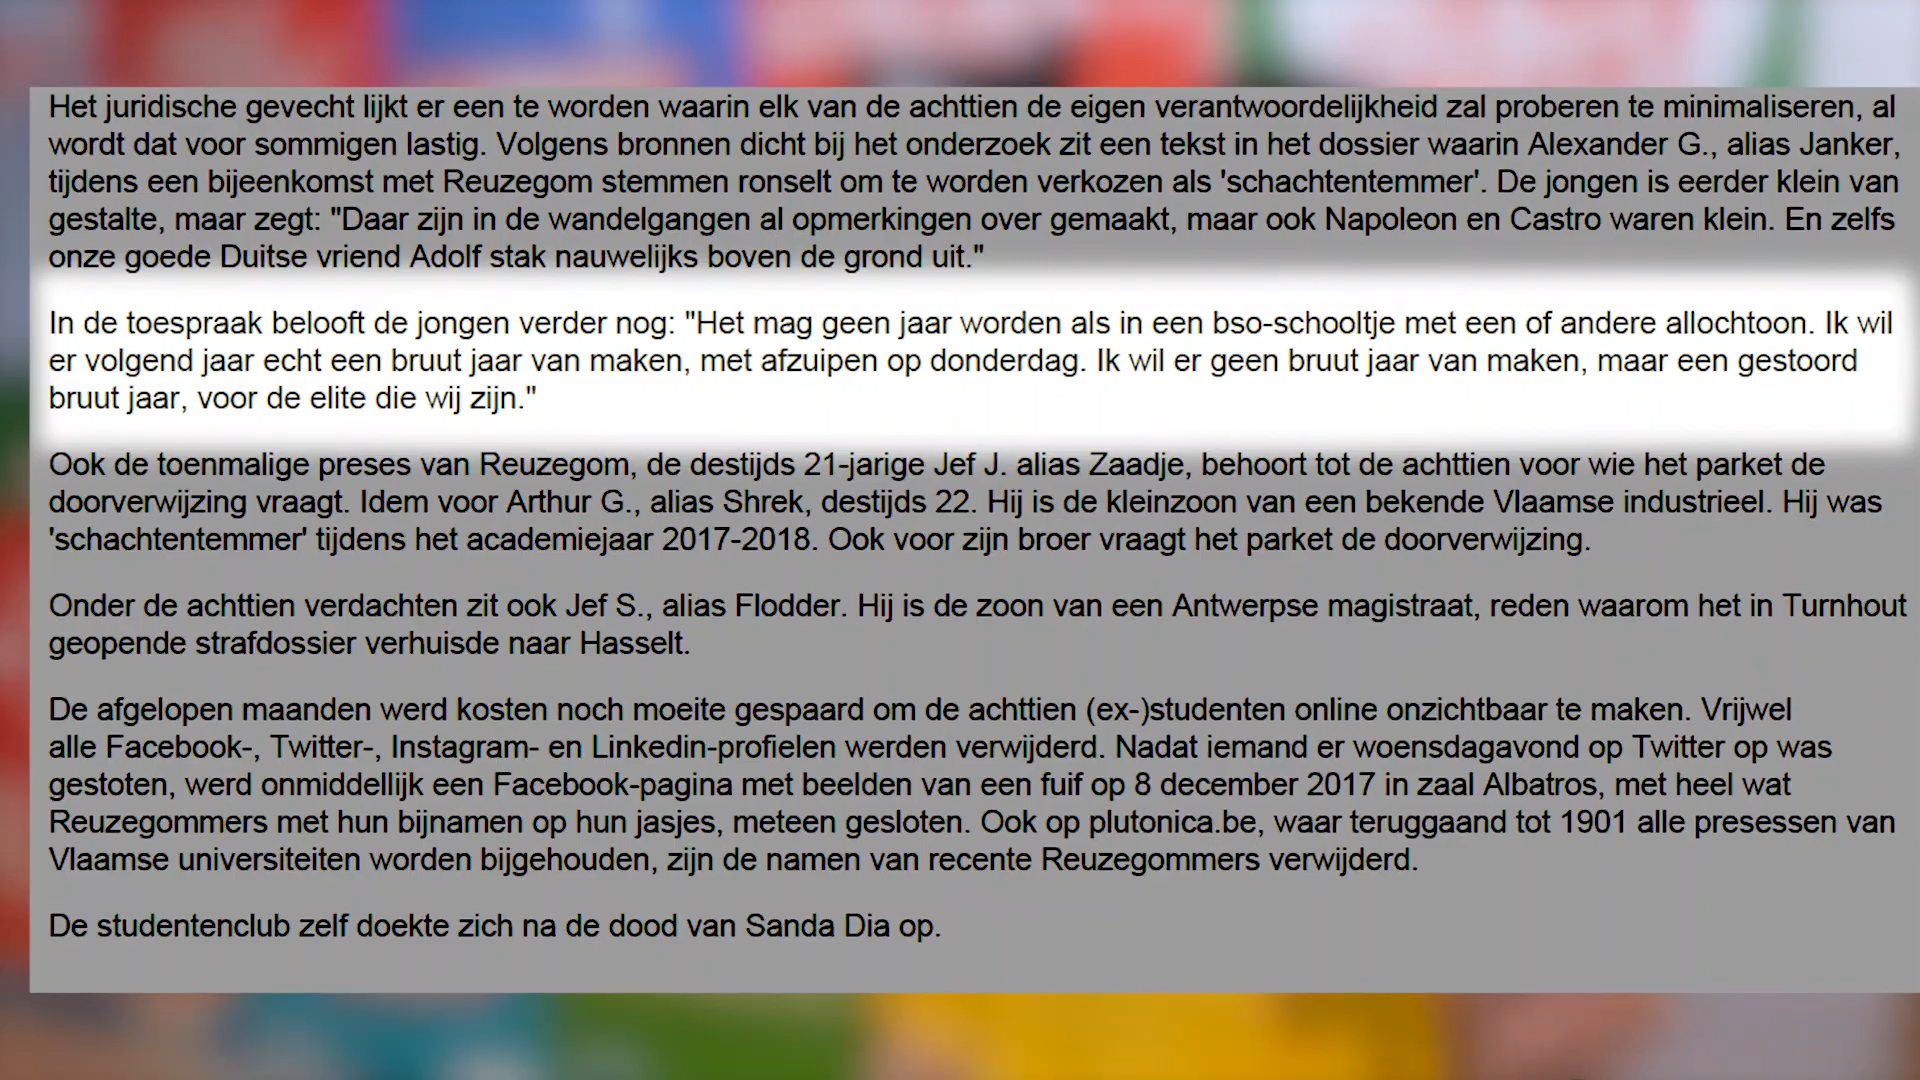 Het juridische gevecht lijkt er een te worden waarin elk van de achttien de eigen verantwoordelijkheid zal proberen te minimaliseren, al
wordt dat voor sommigen lastig. Volgens bronnen dicht bij het onderzoek zit een tekst in het dossier waarin Alexander G., alias Janker,
tijdens een bijeenkomst met Reuzegom stemmen ronselt om te worden verkozen als 'schachtentemmer'. De jongen is eerder klein van
gestalte, maar zegt: "Daar zijn in de wandelgangen al opmerkingen over gemaakt, maar ook Napoleon en Castro waren klein. En zelfs
onze goede Duitse vriend Adolf stak nauwelijks boven de grond uit."
In de toespraak belooft de jongen verder nog: "Het mag geen jaar worden als in een bso-schooltje met een of andere allochtoon. Ik wil
er volgend jaar echt een bruut jaar van maken, met afzuipen op donderdag. Ik wil er geen bruut jaar van maken, maar een gestoord
bruut jaar, voor de elite die wij zijn."
Ook de toenmalige preses van Reuzegom, de destijds 21-jarige Jef J. alias Zaadje, behoort tot de achttien voor wie het parket de
doorverwijzing vraagt. Idem voor Arthur G., alias Shrek, destijds 22. Hij is de kleinzoon van een bekende Vlaamse industrieel. Hij was
'schachtentemmer' tijdens het academiejaar 2017-2018. Ook voor zijn broer vraagt het parket de doorverwijzing.
Onder de achttien verdachten zit ook Jef S., alias Flodder. Hij is de zoon van een Antwerpse magistraat, reden waarom het in Turnhout
geopende strafdossier verhuisde naar Hasselt.
De afgelopen maanden werd kosten noch moeite gespaard om de achttien (ex-)studenten online onzichtbaar te maken. Vrijwel
alle Facebook-, Twitter-, Instagram- en Linkedin-profielen werden verwijderd. Nadat iemand er woensdagavond op Twitter op was
gestoten, werd onmiddellijk een Facebook-pagina met beelden van een fuif op 8 december 2017 in zaal Albatros, met heel wat
Reuzegommers met hun bijnamen op hun jasjes, meteen gesloten. Ook op plutonica.be, waar teruggaand tot 1901 alle presessen van
Vlaamse universiteiten worden bijgehouden, zijn de namen van recente Reuzegommers verwijderd.
De studentenclub zelf doekte zich na de dood van Sanda Dia op.